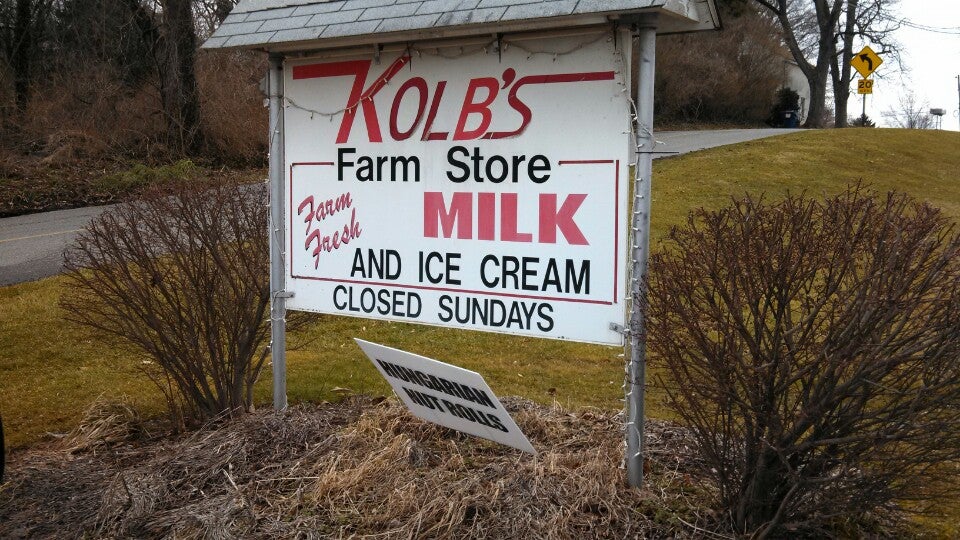 KOLB'S
Farm Store
Farm Fresh
MILK
AND ICE CREAM
CLOSED SUNDAYS
HUNGARIAN
NUT ROLLS
20